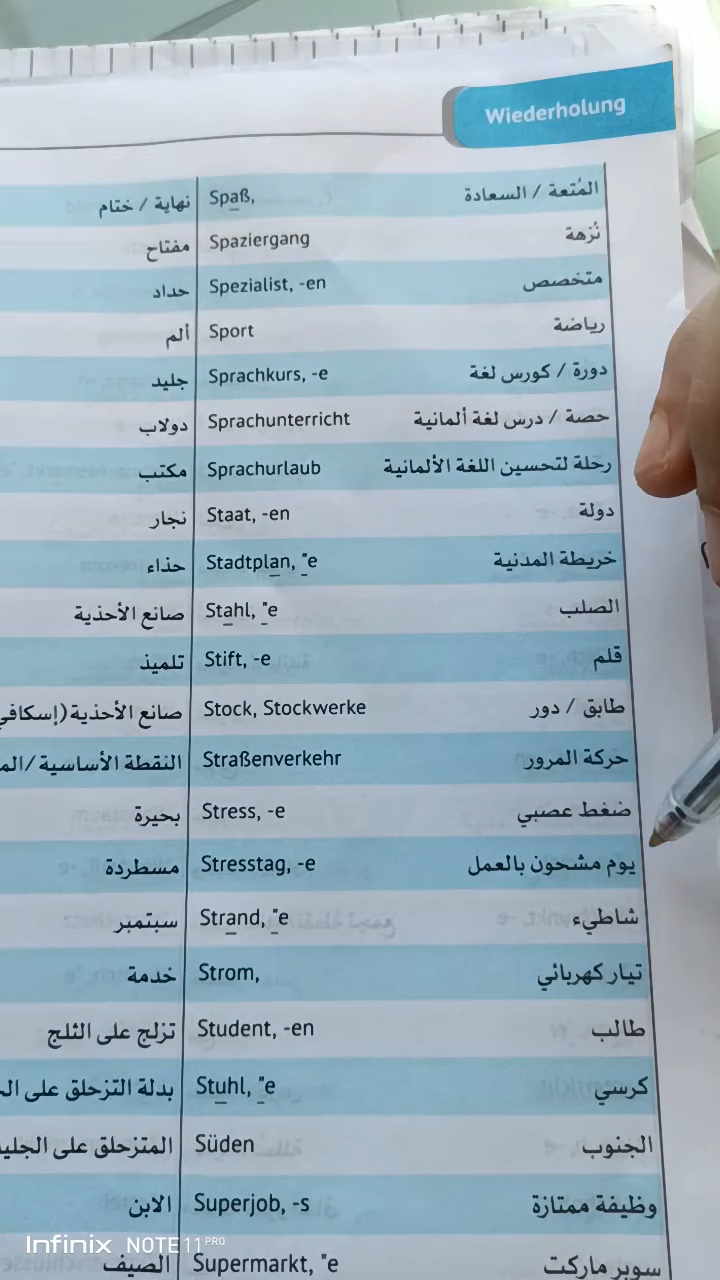 Wiederholung
نهاية / ختام Spaß, المُتعة / السعادة
مفتاح Spaziergang نُزهة
حداد Spezialist, -en متخصص
ألم Sport رياضة
جليد Sprachkurs, -e دورة / كورس لغة
دولاب Sprachunterricht حصة / درس لغة ألمانية
مكتب Sprachurlaub رحلة لتحسين اللغة الألمانية
نجار Staat, -en دولة
حذاء Stadtplan, ̈e خريطة المدنية
صانع الأحذية Stahl, ̈e الصلب
تلميذ Stift, -e قلم
صانع الأحذية (إسكافي Stock, Stockwerke طابق / دور
النقطة الأساسية / Straßenverkehr حركة المرور
بحيرة Stress, -e ضغط عصبي
مسطردة Stresstag, -e يوم مشحون بالعمل
سبتمبر Strand, ̈e شاطيء
خدمة Strom, تيار كهربائي
تزلج على الثلج Student, -en طالب
بدلة التزحلق على Stuhl, ̈e كرسي
المتزحلق على الجليد Süden الجنوب
الابن Superjob, -s وظيفة ممتازة
الصيف Supermarkt, ̈e سوبر ماركت
Infinix NOTE 11 PRO